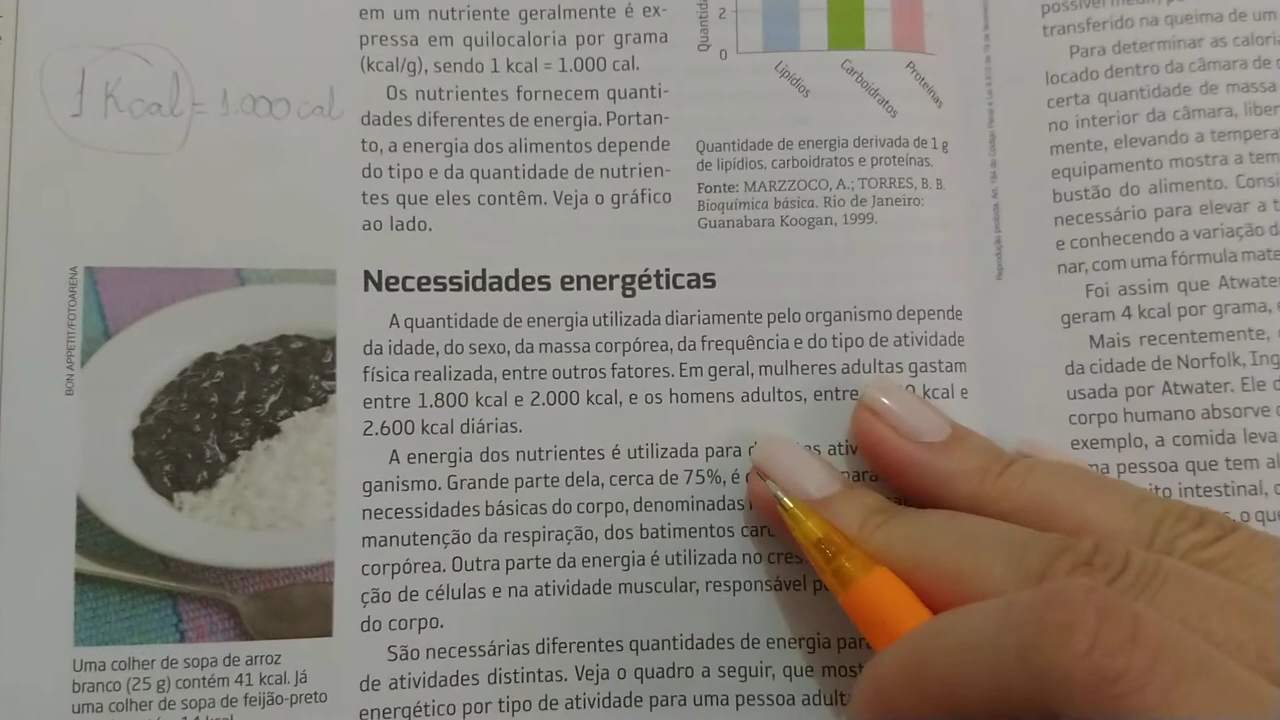 1 Kcal = 1.000 cal
em um nutriente geralmente é ex-
pressa em quilocaloria por grama
(kcal/g), sendo 1 kcal = 1.000 cal.
Os nutrientes fornecem quanti-
dades diferentes de energia. Portan-
to, a energia dos alimentos depende
do tipo e da quantidade de nutrien-
tes que eles contêm. Veja o gráfico
ao lado.
2
0
Lipídios
Carboidratos
Proteínas
Quantidade de energia derivada de 1 g
de lipídios, carboidratos e proteínas.
Fonte: MARZZOCO, A.; TORRES, B. B.
Bioquímica básica. Rio de Janeiro:
Guanabara Koogan, 1999.
Necessidades energéticas
A quantidade de energia utilizada diariamente pelo organismo depende
da idade, do sexo, da massa corpórea, da frequência e do tipo de atividade
física realizada, entre outros fatores. Em geral, mulheres adultas gastam
entre 1.800 kcal e 2.000 kcal, e os homens adultos, entre kcal e
2.600 kcal diárias.
A energia dos nutrientes é utilizada para
ganismo. Grande parte dela, cerca de 75%, é
necessidades básicas do corpo, denominadas
manutenção da respiração, dos batimentos
corpórea. Outra parte da energia é utilizada no
ção de células e na atividade muscular, responsável
do corpo.
São necessárias diferentes quantidades de energia
de atividades distintas. Veja o quadro a seguir, que
energético por tipo de atividade para uma pessoa
BON APPETIT/FOTOARENA
Uma colher de sopa de arroz
branco (25 g) contém 41 kcal. Já
uma colher de sopa de feijão-preto
transferido na queima de um
Para determinar as
locado dentro da câmara de
certa quantidade de massa
no interior da câmara,
mente, elevando a
equipamento mostra a
bustão do alimento.
necessário para elevar a
e conhecendo a variação
nar, com uma fórmula
Foi assim que Atwater
geram 4 kcal por grama,
Mais recentemente,
da cidade de Norfolk,
usada por Atwater. Ele
corpo humano absorve
exemplo, a comida
pessoa que tem
intestinal,